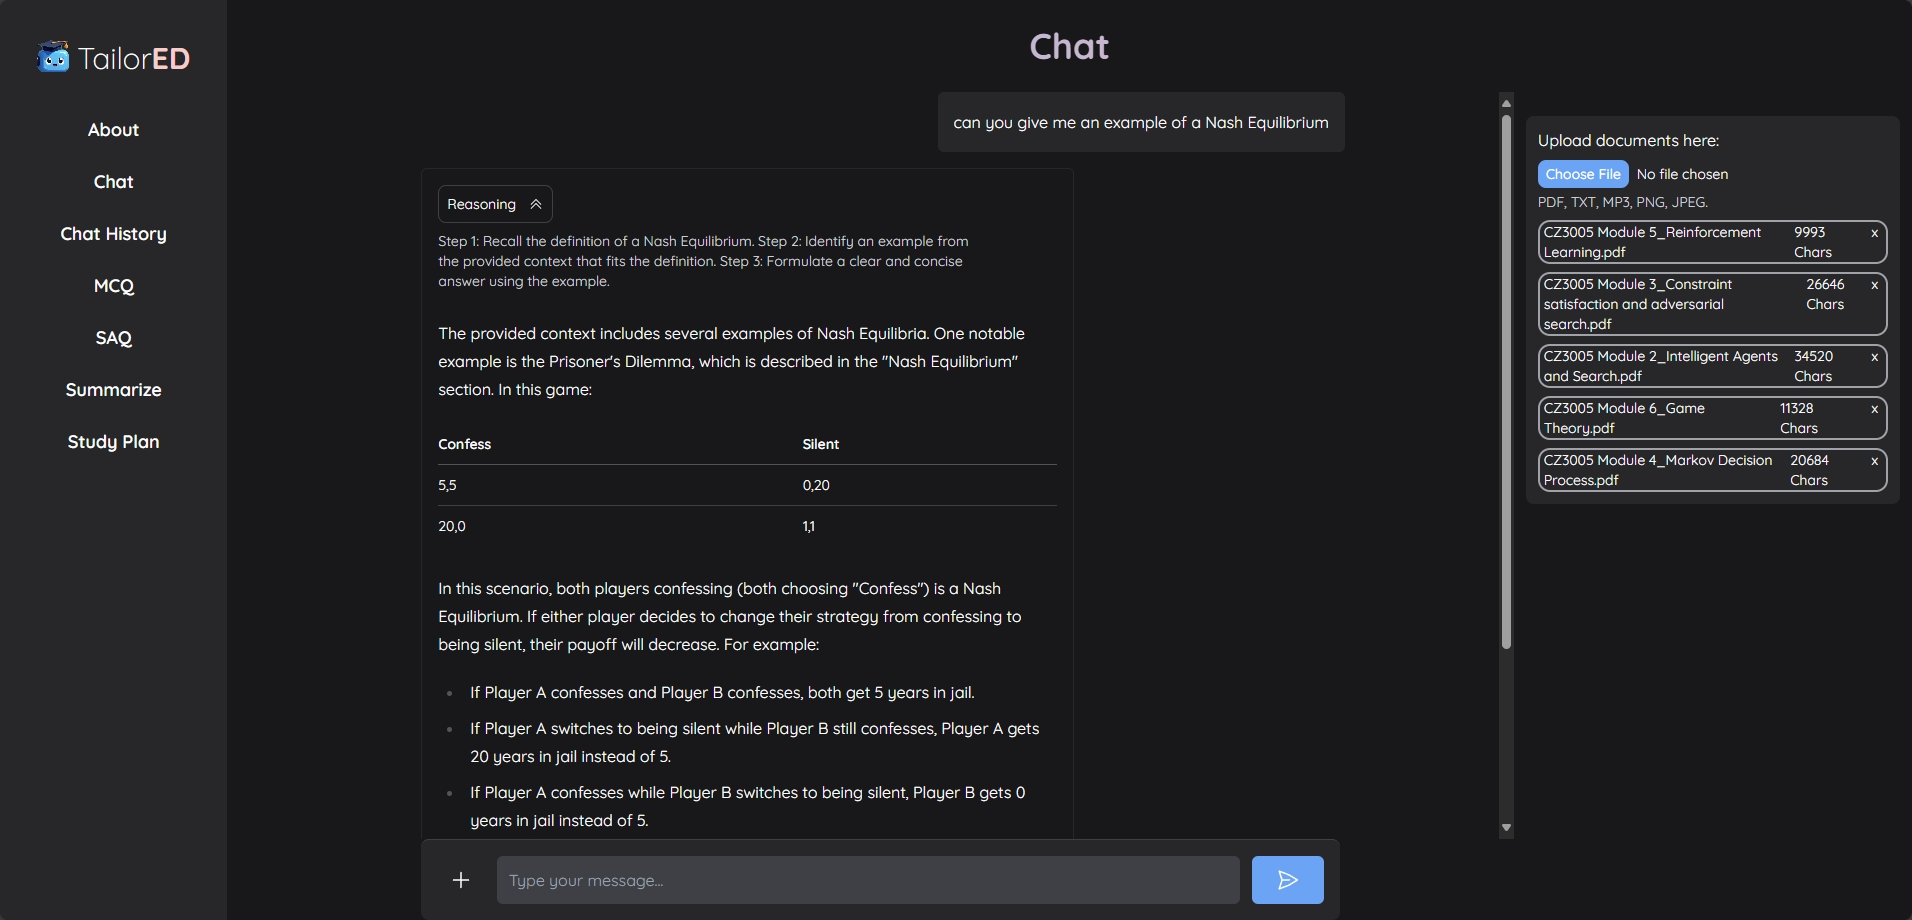 TailorED
About
Chat
Chat History
MCQ
SAQ
Summarize
Study Plan
Chat
can you give me an example of a Nash Equilibrium
Reasoning
Step 1: Recall the definition of a Nash Equilibrium. Step 2: Identify an example from
the provided context that fits the definition. Step 3: Formulate a clear and concise
answer using the example.
The provided context includes several examples of Nash Equilibria. One notable
example is the Prisoner's Dilemma, which is described in the "Nash Equilibrium"
section. In this game:
Confess Silent
5,5 0,20
20,0 1,1
In this scenario, both players confessing (both choosing "Confess") is a Nash
Equilibrium. If either player decides to change their strategy from confessing to
being silent, their payoff will decrease. For example:
If Player A confesses and Player B confesses, both get 5 years in jail.
If Player A switches to being silent while Player B still confesses, Player A gets
20 years in jail instead of 5.
If Player A confesses while Player B switches to being silent, Player B gets 0
years in jail instead of 5.
Type your message...
Upload documents here:
Choose File No file chosen
PDF, TXT, MP3, PNG, JPEG.
CZ3005 Module 5_Reinforcement 9993 x
Learning.pdf Chars
CZ3005 Module 3_Constraint 26646 x
satisfaction and adversarial Chars
search.pdf
CZ3005 Module 2_Intelligent Agents 34520 x
and Search.pdf Chars
CZ3005 Module 6_Game 11328 x
Theory.pdf Chars
CZ3005 Module 4_Markov Decision 20684 x
Process.pdf Chars